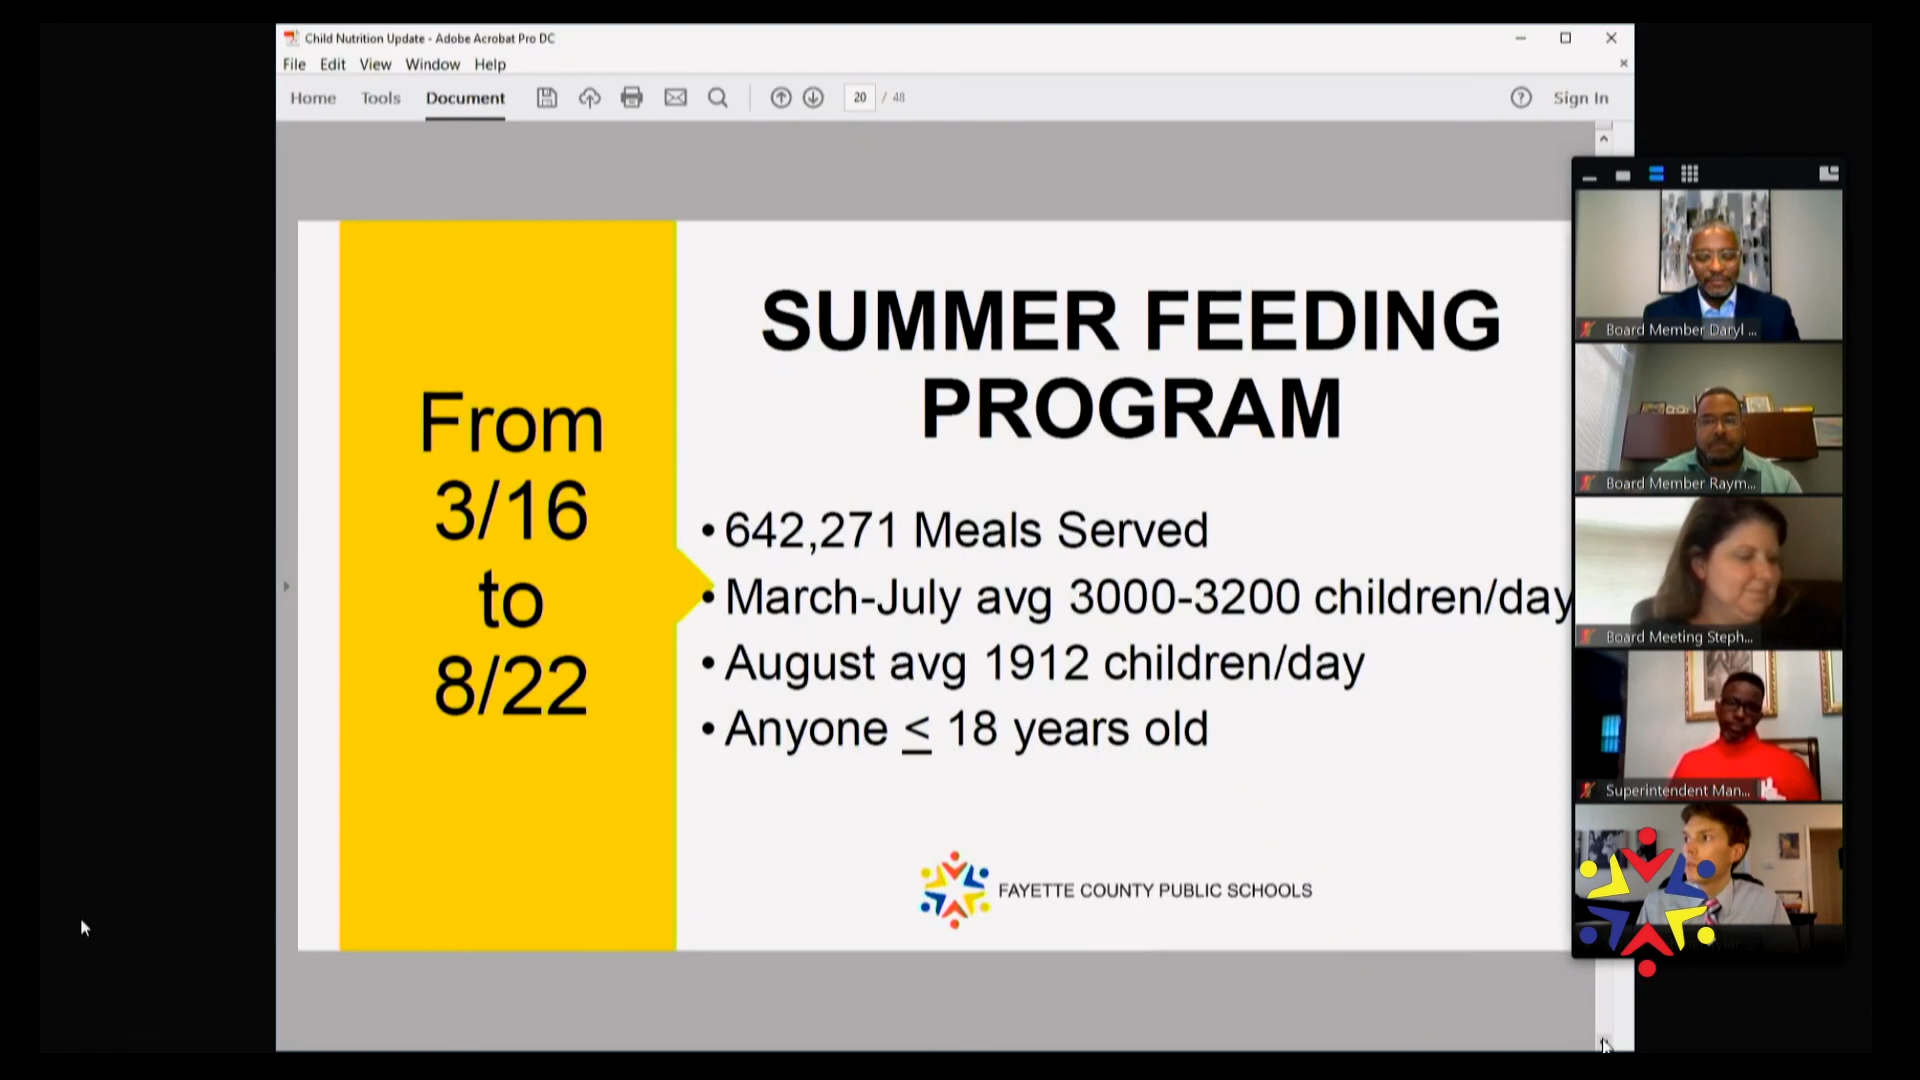 Child Nutrition Update - Adobe Acrobat Pro DC
File Edit View Window Help
Home Tools Document 20 / 48 Sign In
SUMMER FEEDING
PROGRAM
From
3/16
to
8/22
• 642,271 Meals Served
• March-July avg 3000-3200 children/day
• August avg 1912 children/day
• Anyone ≤ 18 years old
FAYETTE COUNTY PUBLIC SCHOOLS
Board Member Daryl ...
Board Member Raym...
Board Meeting Steph...
Superintendent Man...